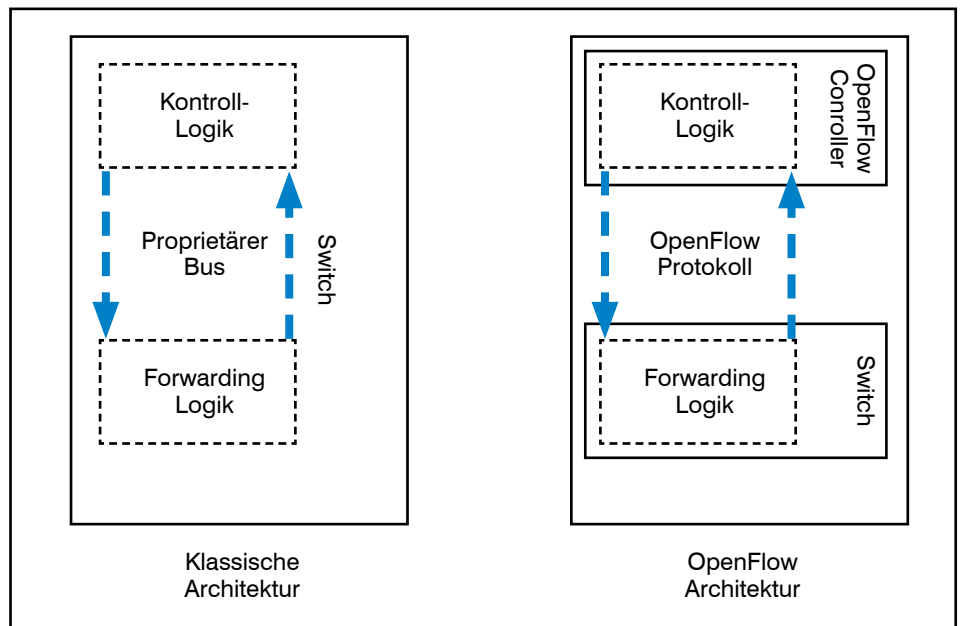 Kontroll-
Logik
Proprietärer
Bus
Switch
Forwarding
Logik
Klassische
Architektur
Kontroll-
Logik
OpenFlow
Conroller
OpenFlow
Protokoll
Forwarding
Logik
Switch
OpenFlow
Architektur